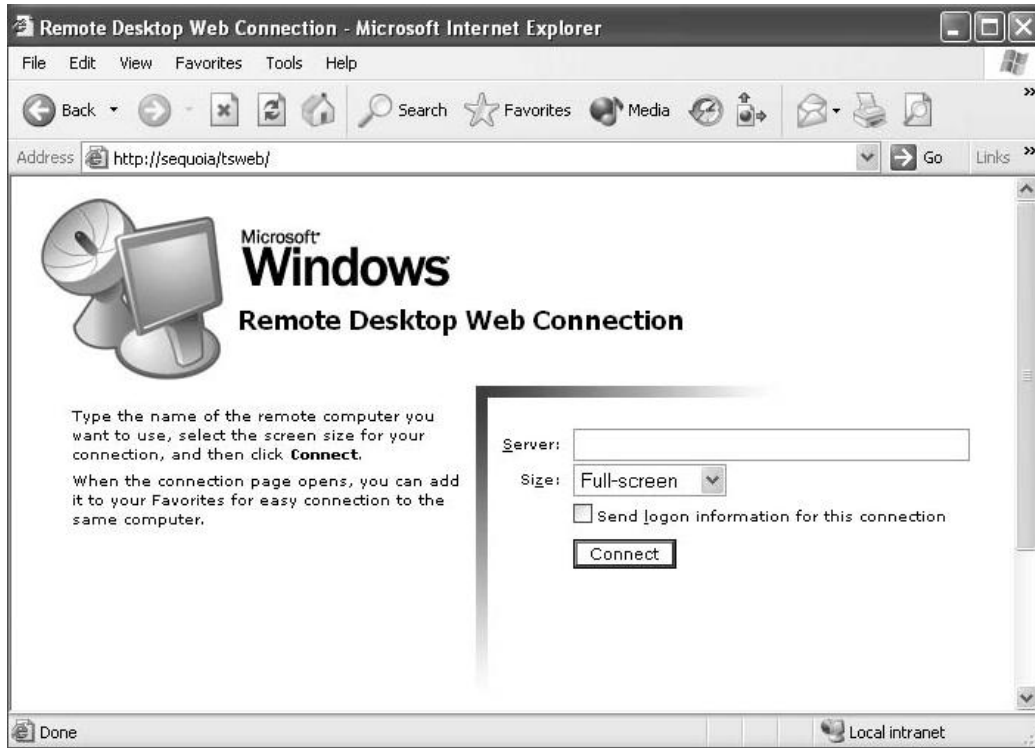 Remote Desktop Web Connection - Microsoft Internet Explorer
File Edit View Favorites Tools Help
Back Search Favorites Media »
Address http://sequoia/tsweb/ Go Links »
Microsoft
Windows
Remote Desktop Web Connection
Type the name of the remote computer you
want to use, select the screen size for your
connection, and then click Connect.
When the connection page opens, you can add
it to your Favorites for easy connection to the
same computer.
Server:
Size: Full-screen
Send logon information for this connection
Connect
Done Local intranet